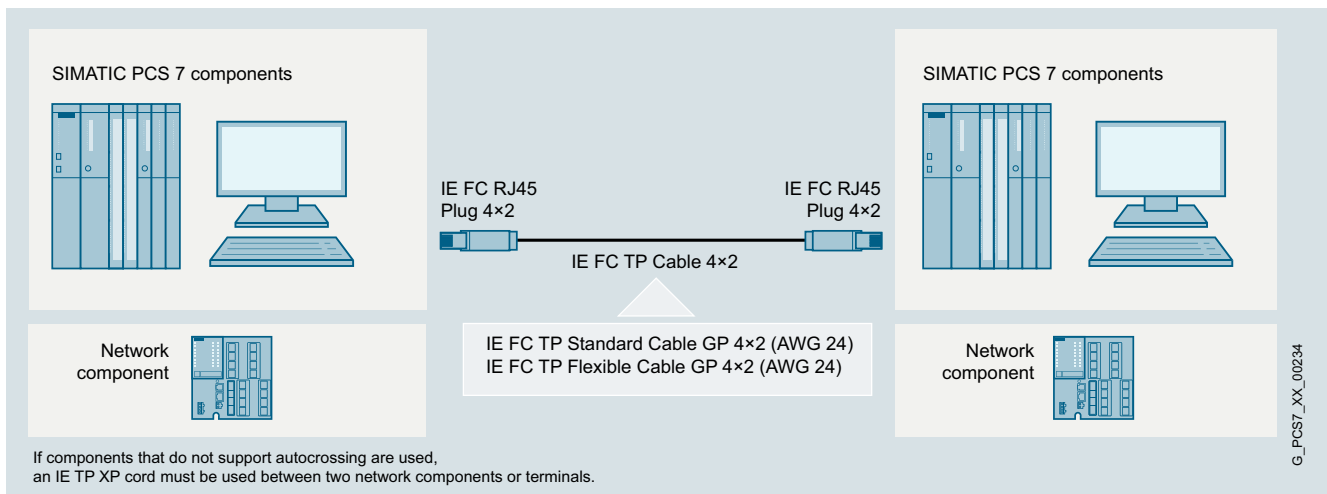 SIMATIC PCS 7 components
SIMATIC PCS 7 components
IE FC RJ45
Plug 4×2
IE FC RJ45
Plug 4×2
IE FC TP Cable 4×2
IE FC TP Standard Cable GP 4×2 (AWG 24)
IE FC TP Flexible Cable GP 4×2 (AWG 24)
Network
component
Network
component
If components that do not support autocrossing are used,
an IE TP XP cord must be used between two network components or terminals.
G_PCS7_XX_00234